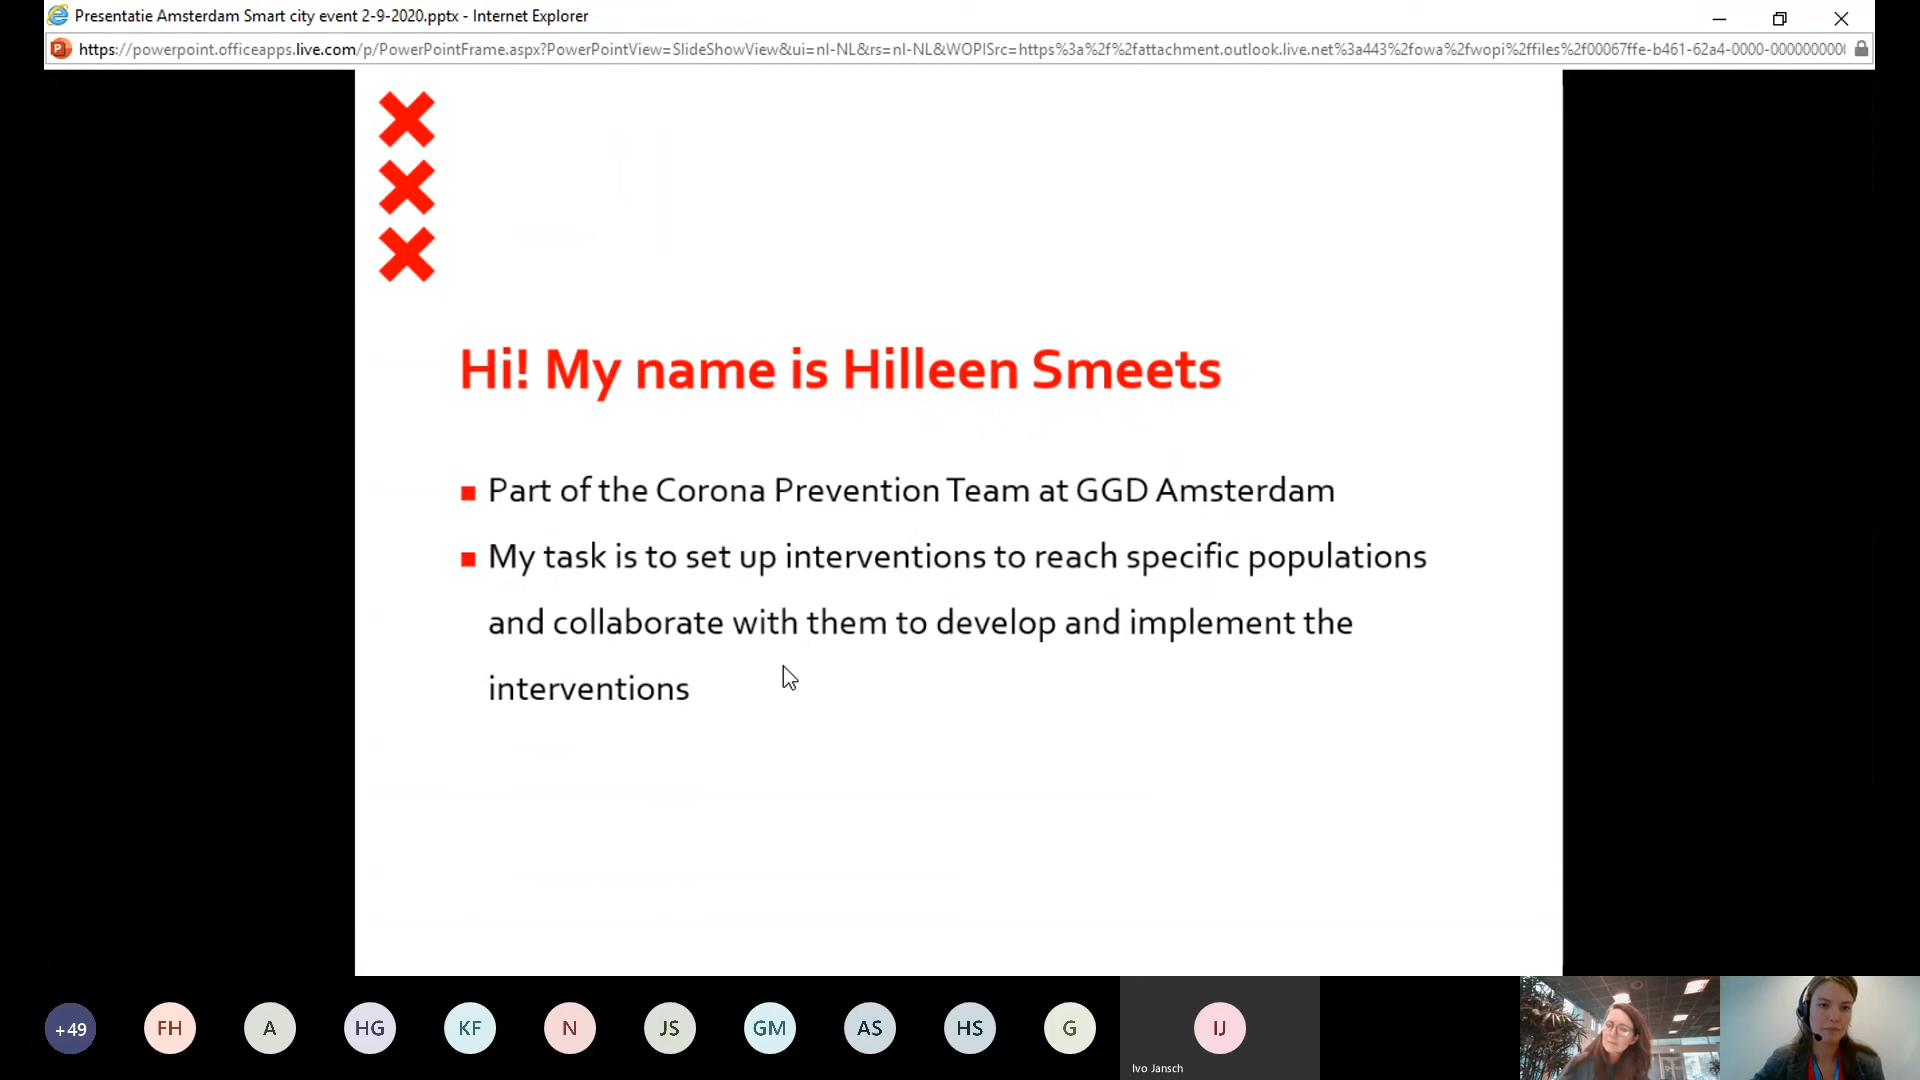 Presentatie Amsterdam Smart city event 2-9-2020.pptx - Internet Explorer
https://powerpoint.officeapps.live.com/p/PowerPointFrame.aspx?PowerPointView=SlideShowView&ui=nl-NL&rs=nl-NL&WOPISrc=https%3a%2f%2fattachment.outlook.live.net%3a443%2fowa%2fwopi%2ffiles%2f00067ffe-b461-62a4-0000-000000000
Hi! My name is Hilleen Smeets
Part of the Corona Prevention Team at GGD Amsterdam
My task is to set up interventions to reach specific populations
and collaborate with them to develop and implement the
interventions
+49
FH
A
HG
KF
N
JS
GM
AS
HS
G
IJ
Ivo Jansch